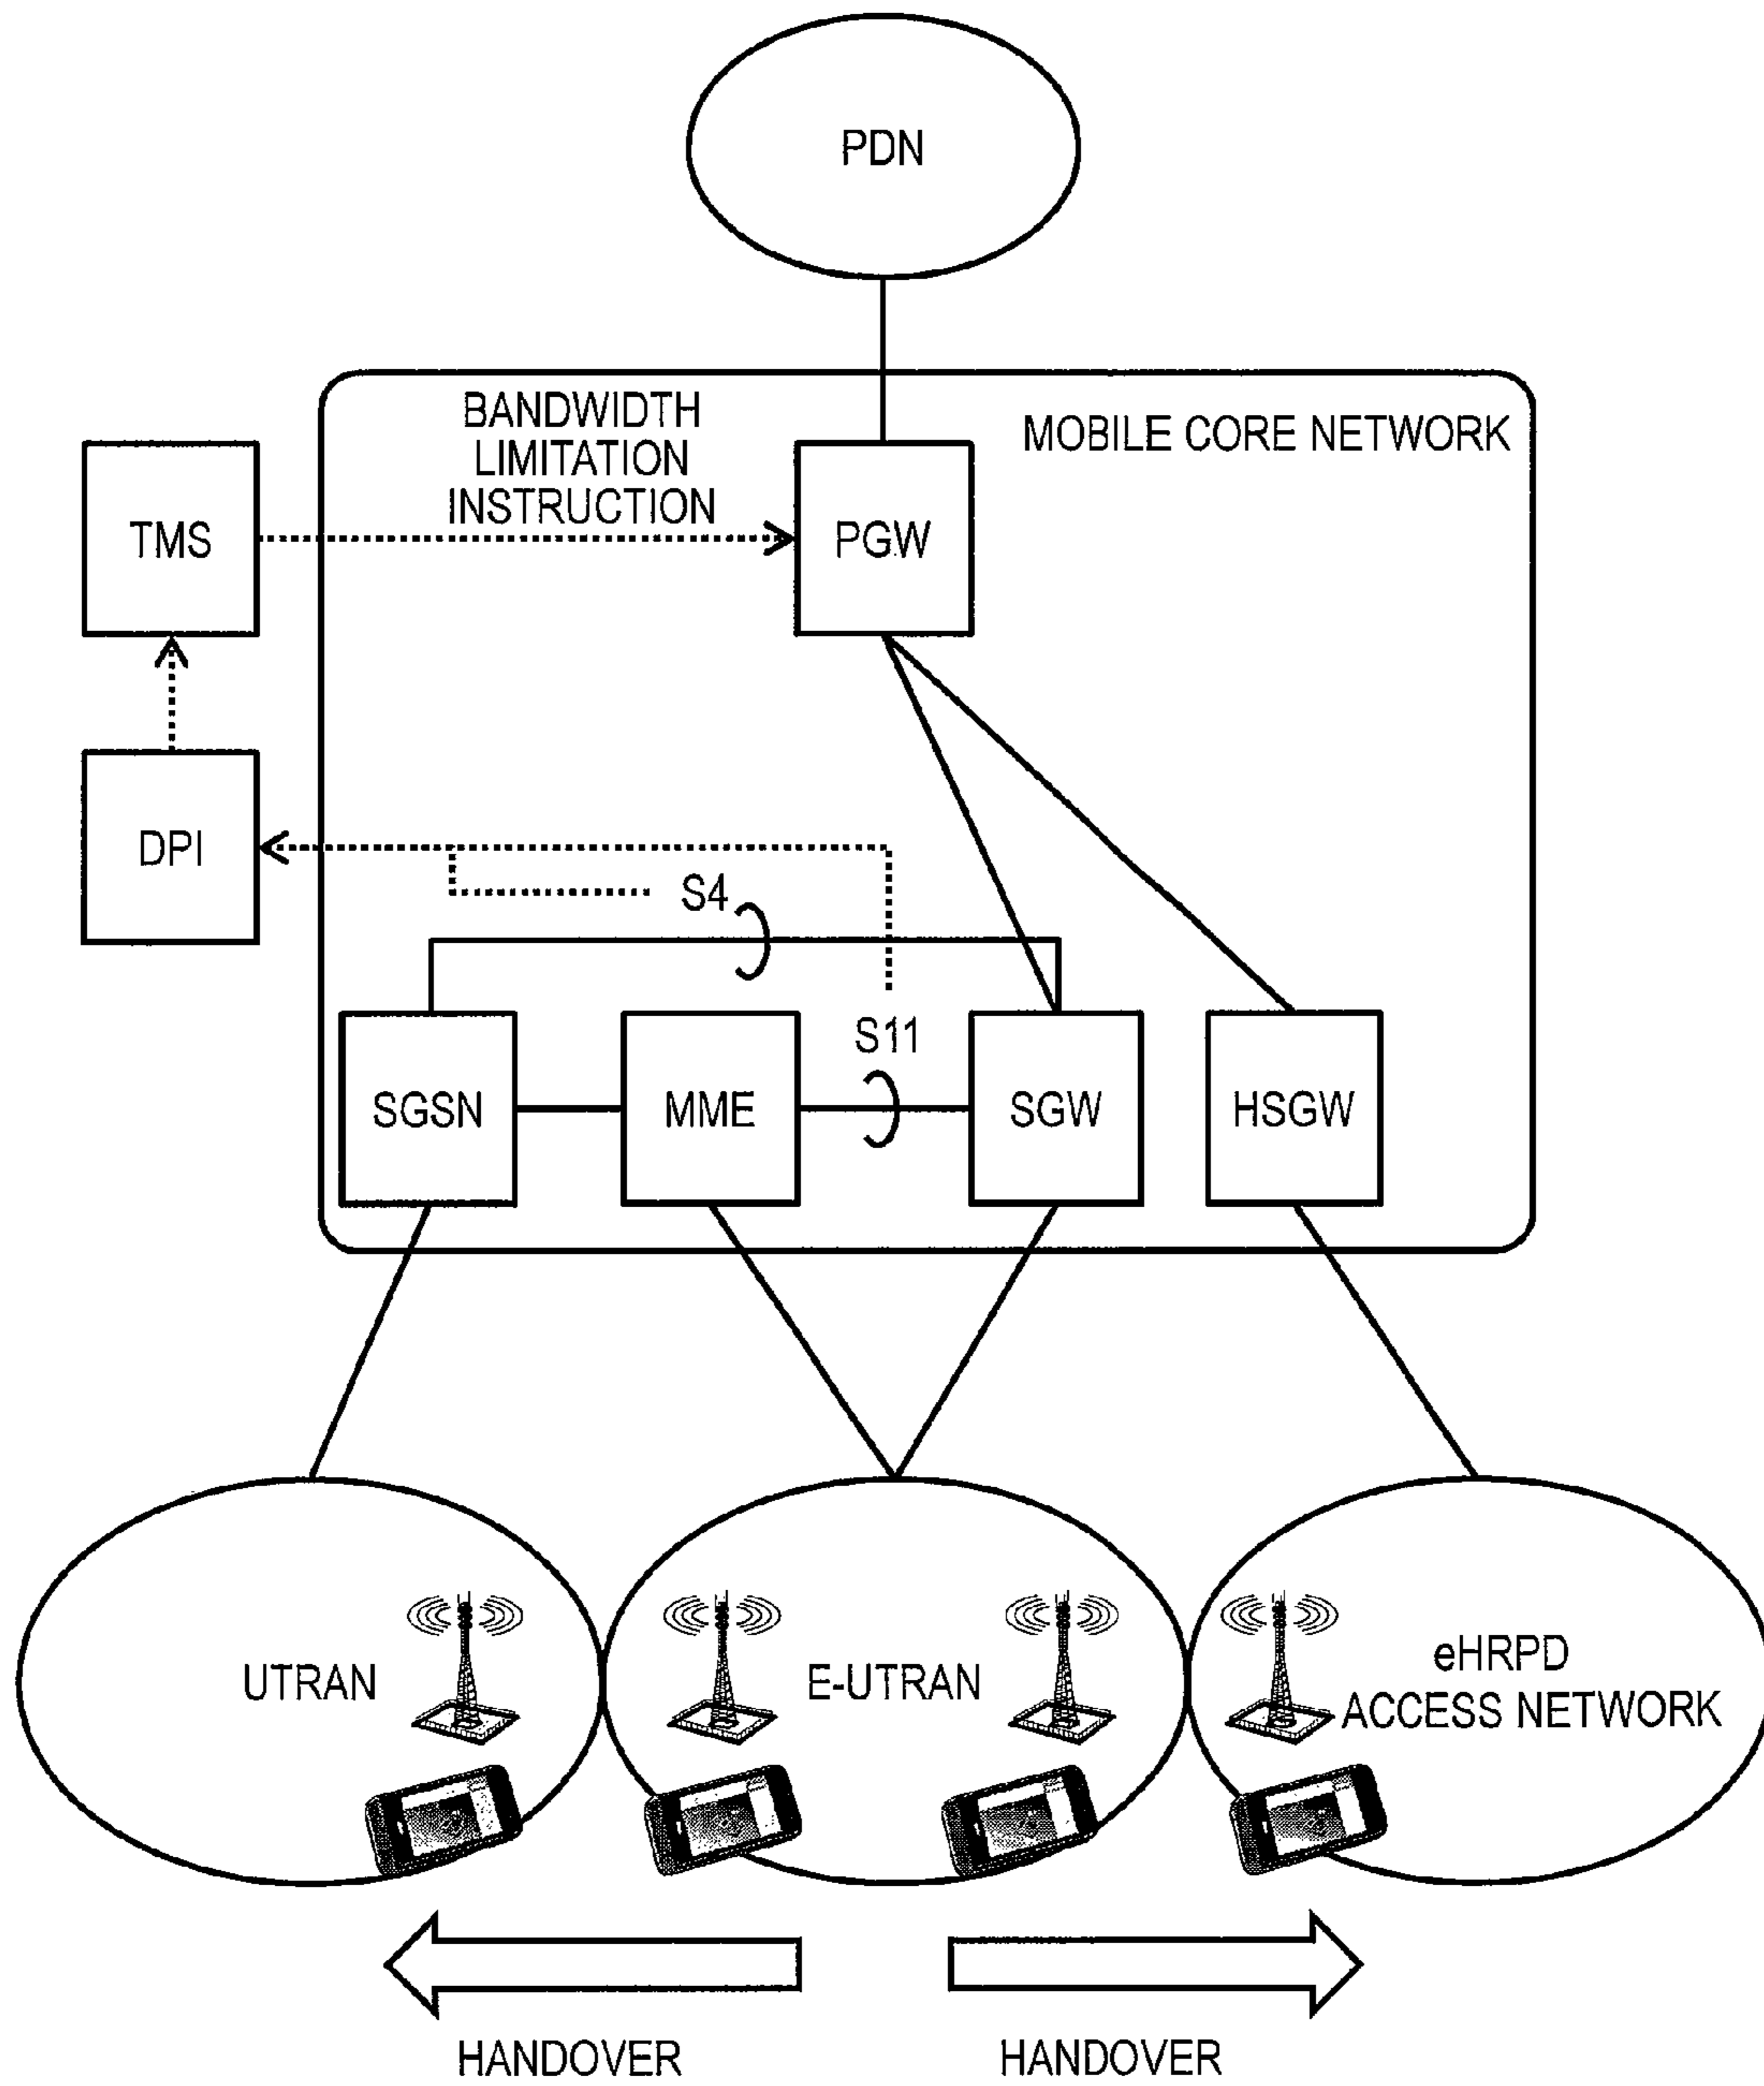 PDN
BANDWIDTH
LIMITATION
INSTRUCTION
MOBILE CORE NETWORK
TMS
PGW
DPI
S4
S11
SGSN
MME
SGW
HSGW
UTRAN
E-UTRAN
eHRPD
ACCESS NETWORK
HANDOVER
HANDOVER